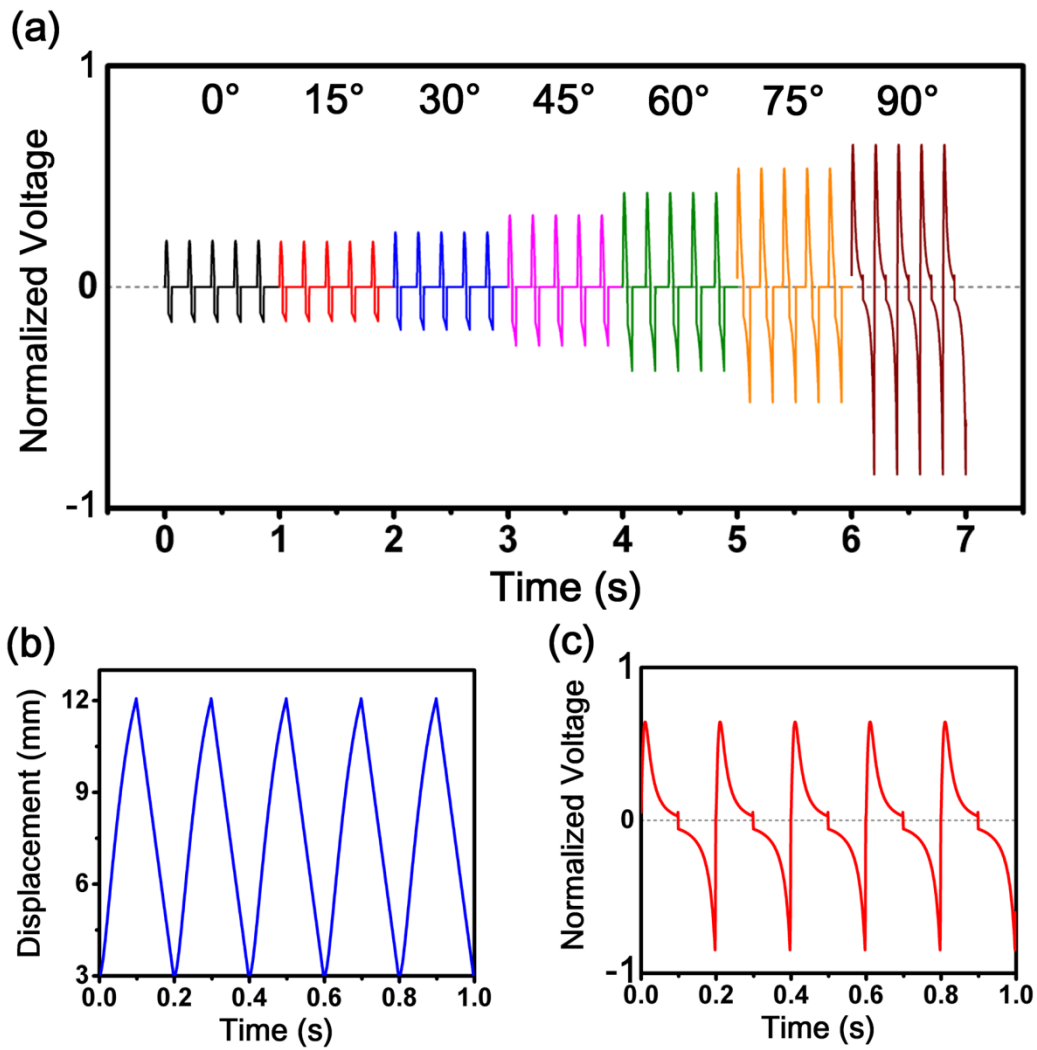 (a)
Normalized Voltage
1
0
-1
0° 15° 30° 45° 60° 75° 90°
0 1 2 3 4 5 6 7
Time (s)
(b)
Displacement (mm)
12
9
6
3
0.0 0.2 0.4 0.6 0.8 1.0
Time (s)
(c)
Normalized Voltage
1
0
-1
0.0 0.2 0.4 0.6 0.8 1.0
Time (s)